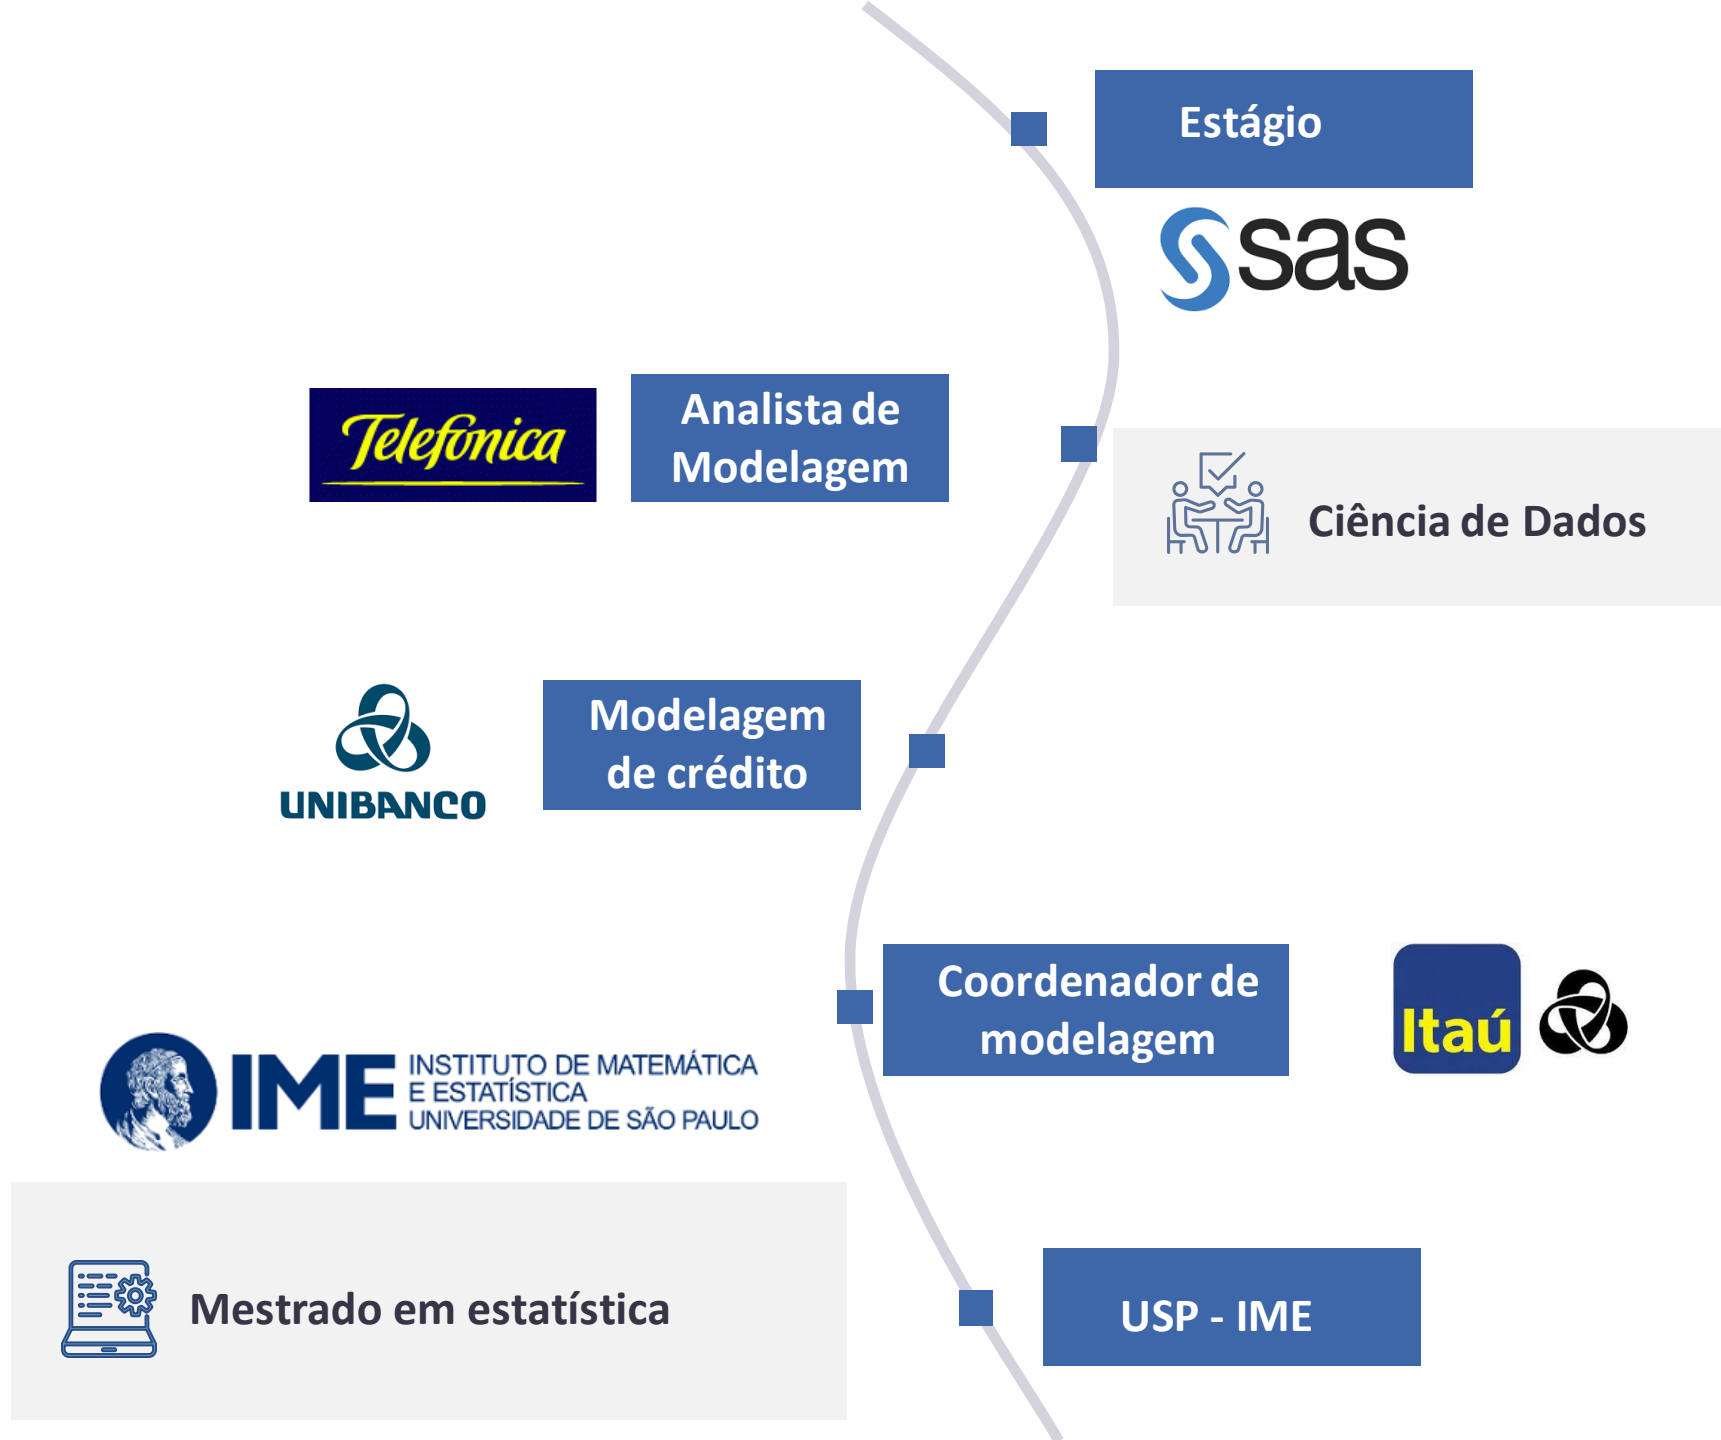 Estágio
sas
Telefónica
Analista de
Modelagem
Ciência de Dados
UNIBANCO
Modelagem
de crédito
Coordenador de
modelagem
Itaú
IME
INSTITUTO DE MATEMÁTICA
E ESTATÍSTICA
UNIVERSIDADE DE SÃO PAULO
Mestrado em estatística
USP - IME